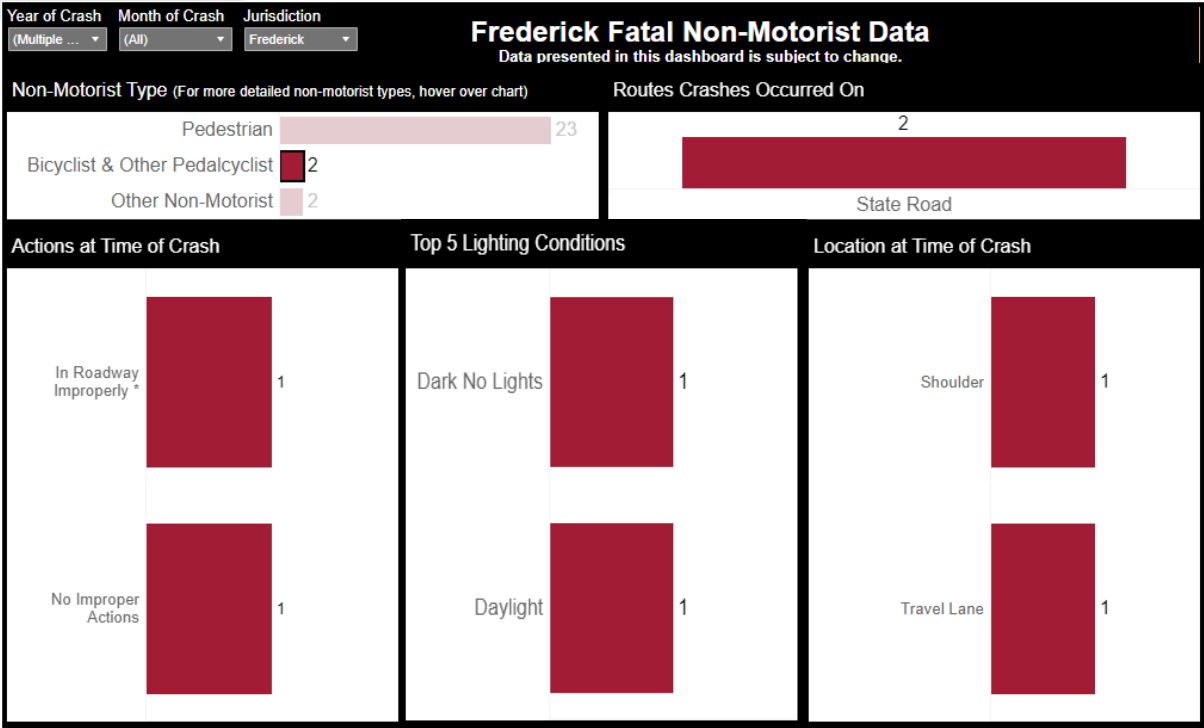 Year of Crash Month of Crash Jurisdiction
(Multiple ... (All) Frederick
Frederick Fatal Non-Motorist Data
Data presented in this dashboard is subject to change.
Non-Motorist Type (For more detailed non-motorist types, hover over chart)
Pedestrian 23
Bicyclist & Other Pedalcyclist 2
Other Non-Motorist 2
Routes Crashes Occurred On
2
State Road
Actions at Time of Crash
In Roadway
Improperly * 1
No Improper
Actions 1
Top 5 Lighting Conditions
Dark No Lights 1
Daylight 1
Location at Time of Crash
Shoulder 1
Travel Lane 1